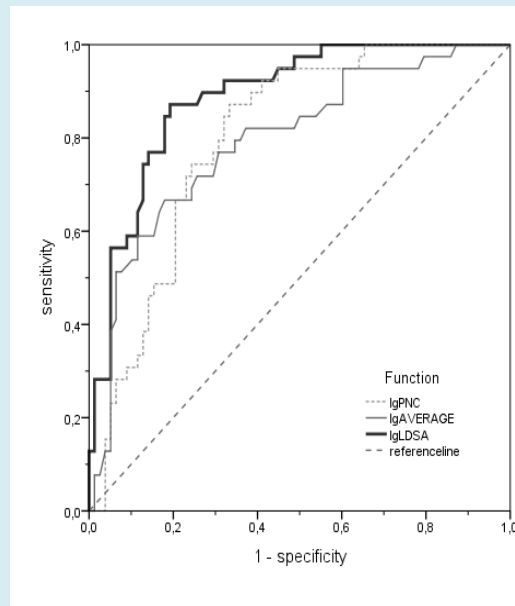 1,0
0,8
0,6
0,4
0,2
0,0
sensitivity
Function
lgPNC
lgAVERAGE
lgLDSA
referenceline
0,0 0,2 0,4 0,6 0,8 1,0
1 - specificity